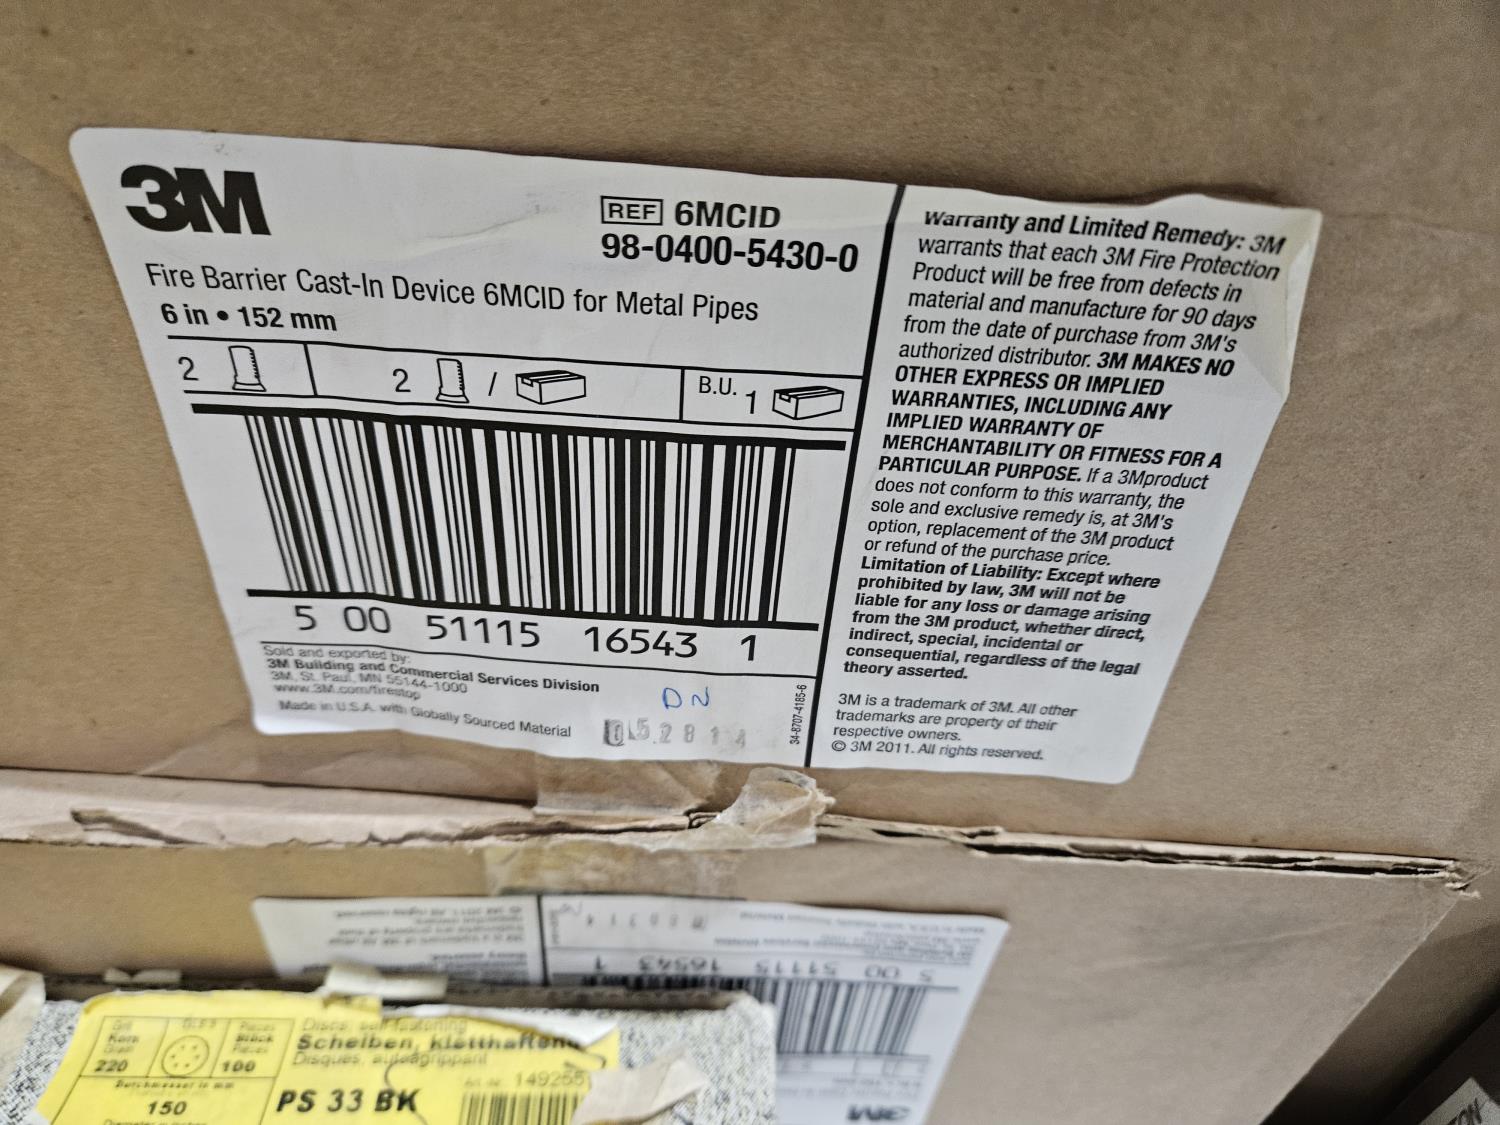 3M
REF 6MCID
98-0400-5430-0
Fire Barrier Cast-In Device 6MCID for Metal Pipes
6 in • 152 mm
2
2 /
B.U. 1
5 00 51115 16543 1
Sold and exported by:
3M Building and Commercial Services Division
3M, St. Paul, MN 55144-1000
www.3M.com/firestop
Made in U.S.A. with Globally Sourced Material
DN
052814
34-8707-4185-6
Warranty and Limited Remedy: 3M
warrants that each 3M Fire Protection
Product will be free from defects in
material and manufacture for 90 days
from the date of purchase from 3M's
authorized distributor. 3M MAKES NO
OTHER EXPRESS OR IMPLIED
WARRANTIES, INCLUDING ANY
IMPLIED WARRANTY OF
MERCHANTABILITY OR FITNESS FOR A
PARTICULAR PURPOSE. If a 3Mproduct
does not conform to this warranty, the
sole and exclusive remedy is, at 3M's
option, replacement of the 3M product
or refund of the purchase price.
Limitation of Liability: Except where
prohibited by law, 3M will not be
liable for any loss or damage arising
from the 3M product, whether direct,
indirect, special, incidental or
consequential, regardless of the legal
theory asserted.
3M is a trademark of 3M. All other
trademarks are property of their
respective owners.
© 3M 2011. All rights reserved.
5 00 51115 16543 1
3M
Korn
220
Stück
100
Discs, self-fastening
Scheiben, kletthaftend
Disques, autoagrippant
149255
Durchmesser in mm
150
PS 33 BK